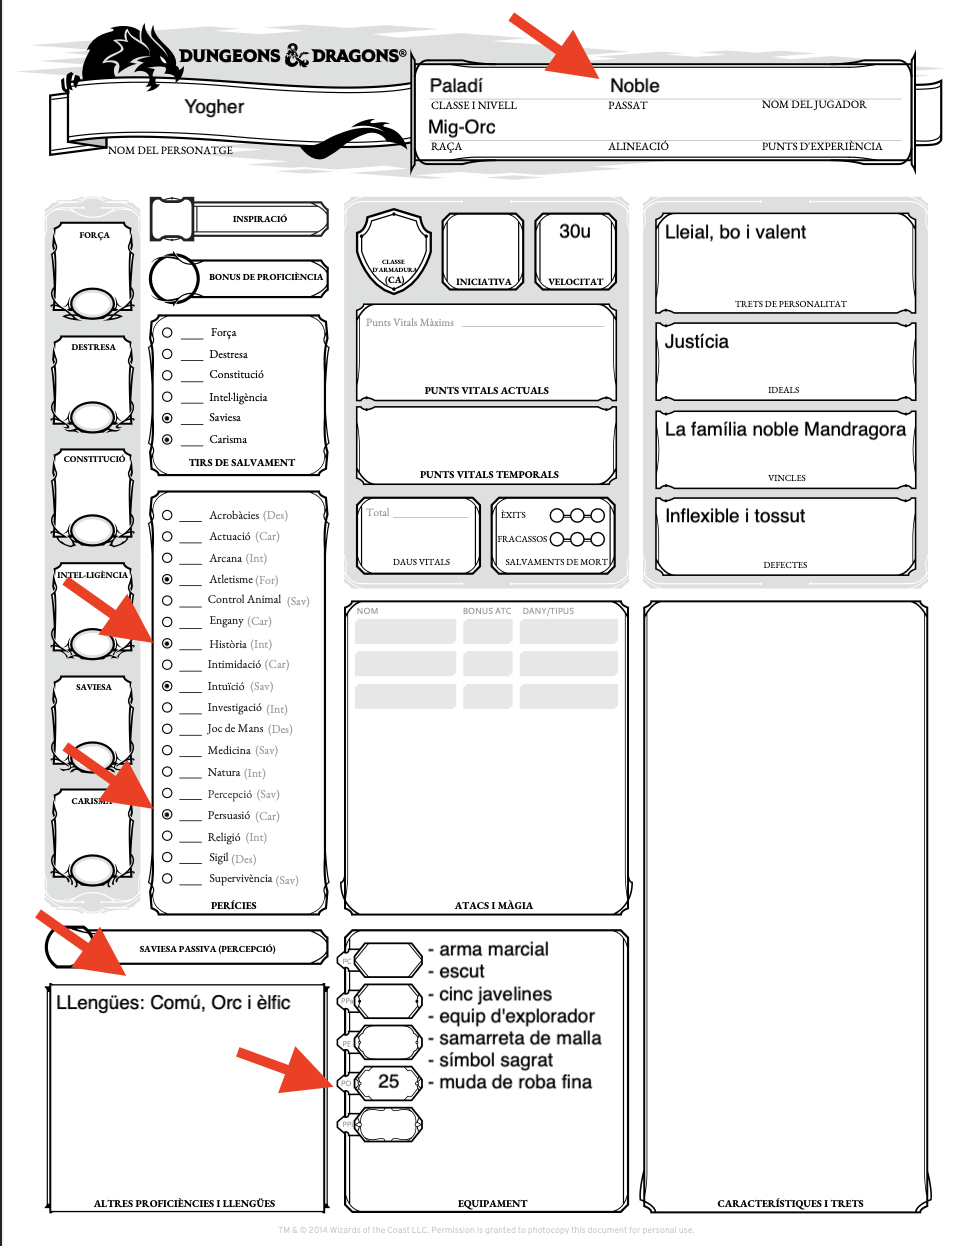 DUNGEONS & DRAGONS®
Yogher
NOM DEL PERSONATGE
Paladí
Noble
CLASSE I NIVELL
PASSAT
NOM DEL JUGADOR
Mig-Orc
RAÇA
ALINEACIÓ
PUNTS D'EXPERIÈNCIA
FORÇA
DESTRESA
CONSTITUCIÓ
INTEL·LIGÈNCIA
SAVIESA
CARISMA
INSPIRACIÓ
BONUS DE PROFICIÈNCIA
Força
Destresa
Constitució
Intel·ligència
Saviesa
Carisma
TIRS DE SALVAMENT
Acrobàcies (Des)
Actuació (Car)
Arcana (Int)
Atletisme (For)
Control Animal (Sav)
Engany (Car)
Història (Int)
Intimidació (Car)
Intuïció (Sav)
Investigació (Int)
Joc de Mans (Des)
Medicina (Sav)
Natura (Int)
Percepció (Sav)
Persuasió (Car)
Religió (Int)
Sigil (Des)
Supervivència (Sav)
PERÍCIES
SAVIESA PASSIVA (PERCEPCIÓ)
LLengües: Comú, Orc i èlfic
ALTRES PROFICIÈNCIES I LLENGÜES
CLASSE
D'ARMADURA
(CA)
INICIATIVA
30u
VELOCITAT
Punts Vitals Màxims
PUNTS VITALS ACTUALS
PUNTS VITALS TEMPORALS
Total
DAUS VITALS
ÈXITS
FRACASSOS
SALVAMENTS DE MORT
NOM
BONUS ATC
DANY/TIPUS
ATACS I MÀGIA
PC
PE
PO
25
- arma marcial
- escut
- cinc javelines
- equip d'explorador
- samarreta de malla
- símbol sagrat
- muda de roba fina
EQUIPAMENT
Lleial, bo i valent
TRETS DE PERSONALITAT
Justícia
IDEALS
La família noble Mandragora
VINCLES
Inflexible i tossut
DEFECTES
CARACTERÍSTIQUES I TRETS
TM & © 2014 Wizards of the Coast LLC. Permission is granted to photocopy this document for personal use.